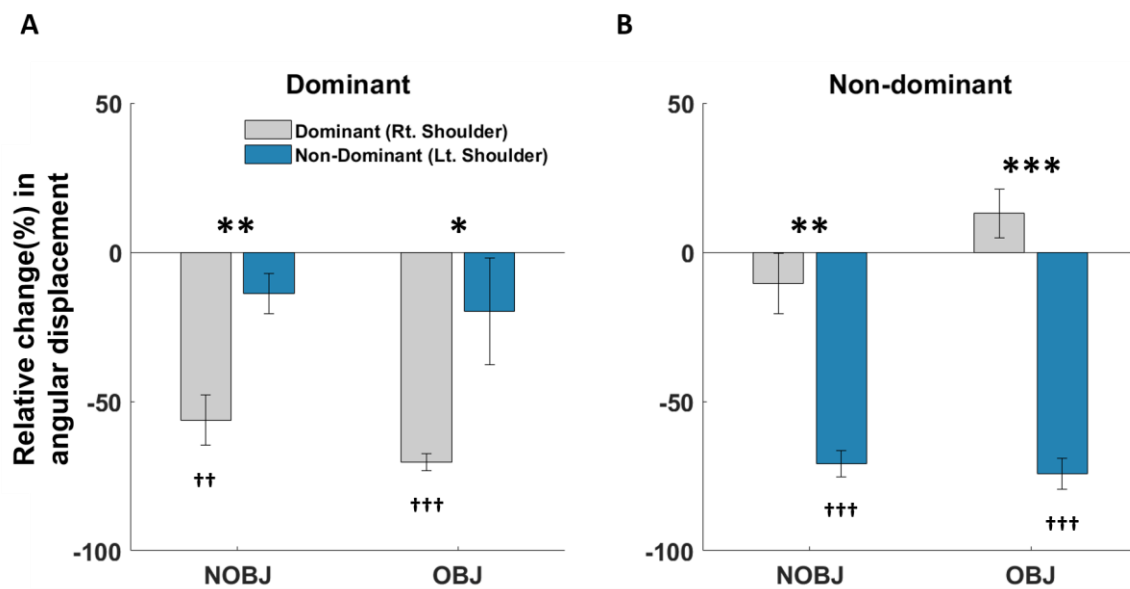 A
B
Dominant
Non-dominant
Relative change(%) in
angular displacement
50
0
-50
-100
Dominant (Rt. Shoulder)
Non-Dominant (Lt. Shoulder)
**
*
††
†††
NOBJ
OBJ
50
0
-50
-100
**
***
†††
†††
NOBJ
OBJ